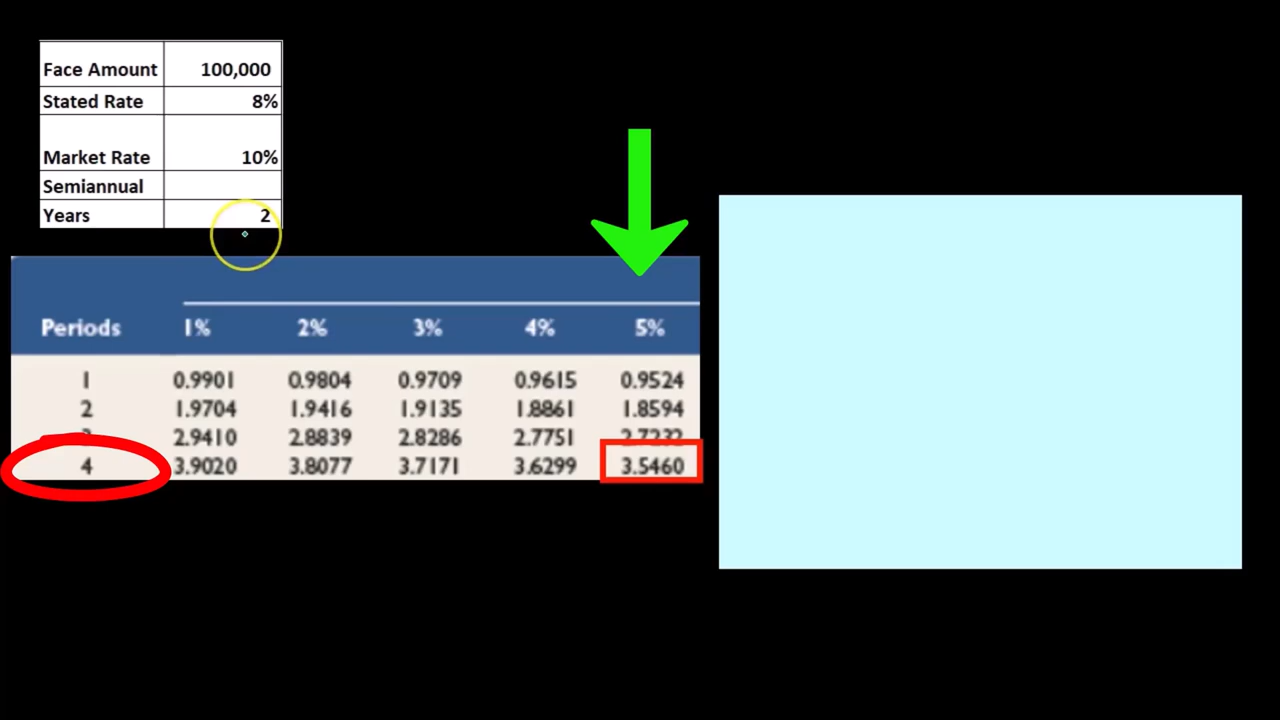 Face Amount 100,000
Stated Rate 8%
Market Rate 10%
Semiannual
Years 2
Periods 1% 2% 3% 4% 5%
1 0.9901 0.9804 0.9709 0.9615 0.9524
2 1.9704 1.9416 1.9135 1.8861 1.8594
3 2.9410 2.8839 2.8286 2.7751 2.7232
4 3.9020 3.8077 3.7171 3.6299 3.5460